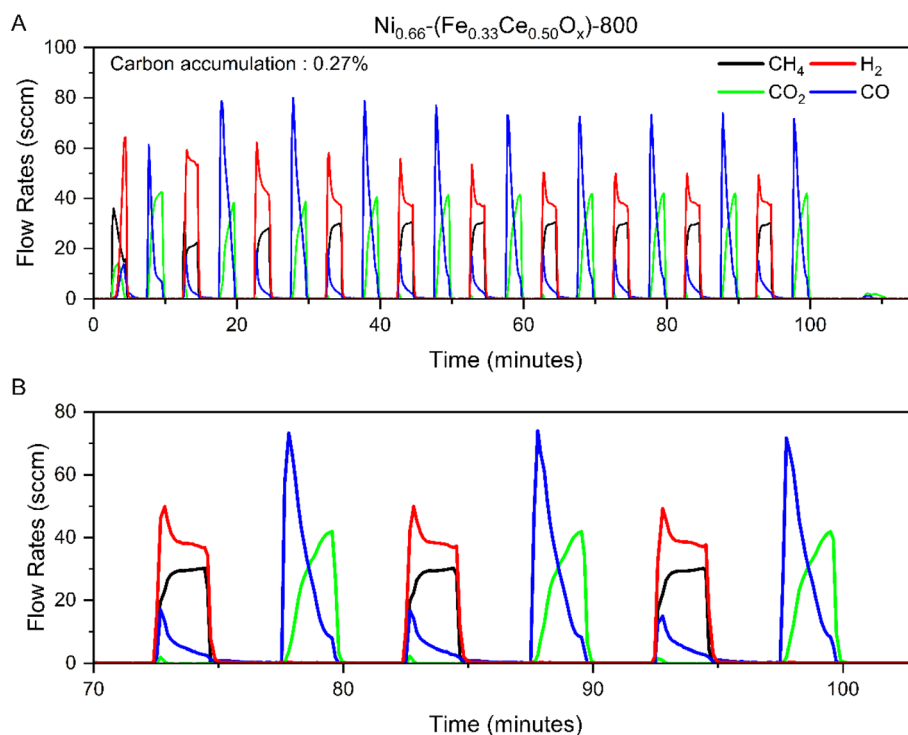 A
Ni₀.₆₆-(Fe₀.₃₃Ce₀.₅₀Oₓ)-800
Carbon accumulation : 0.27%
CH₄ H₂
CO₂ CO
100
80
60
40
20
0
Flow Rates (sccm)
0 20 40 60 80 100
Time (minutes)
B
80
60
40
20
0
Flow Rates (sccm)
70 80 90 100
Time (minutes)